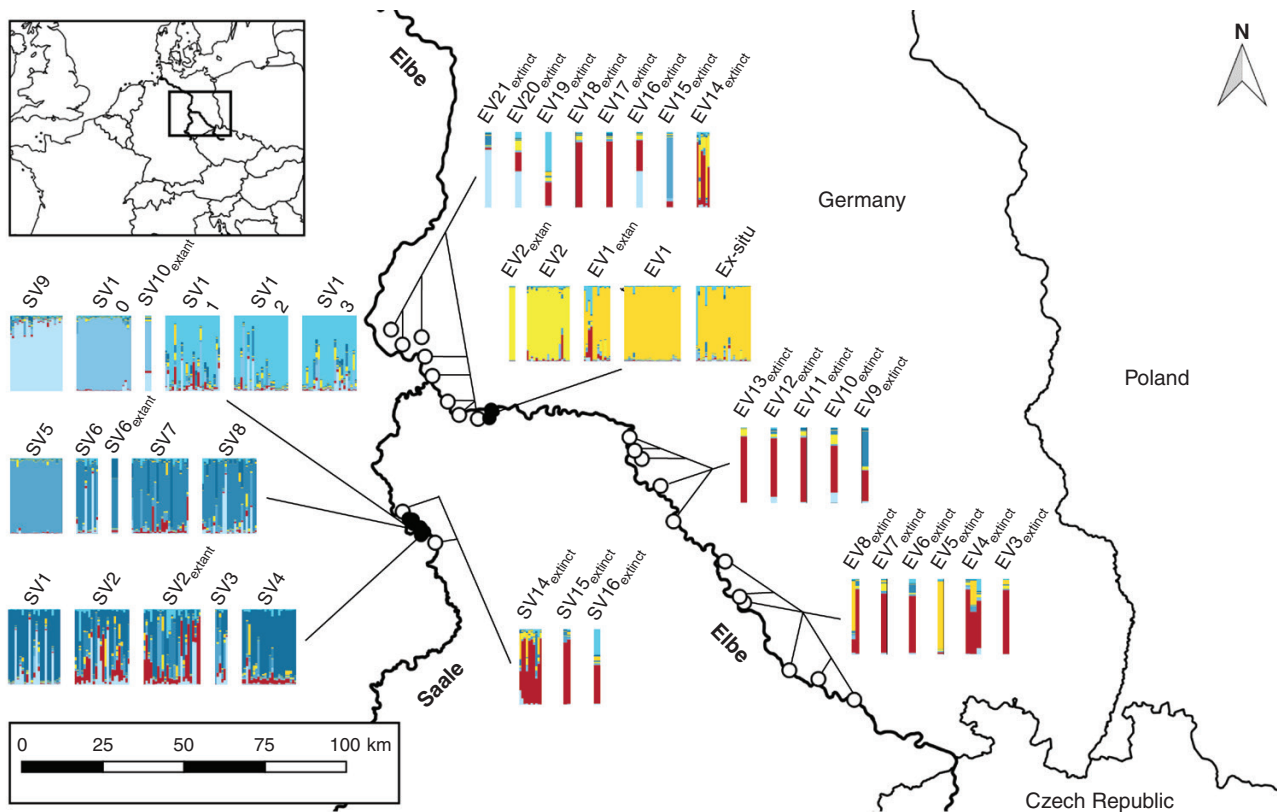 Elbe
N
EV21extinct
EV20extinct
EV19extinct
EV18extinct
EV17extinct
EV16extinct
EV15extinct
EV14extinct
Germany
EV2extan
EV2
EV1extan
EV1
Ex-situ
SV9
SV1
0
SV10extant
SV1
1
SV1
2
SV1
3
Poland
EV13extinct
EV12extinct
EV11extinct
EV10extinct
EV9extinct
SV5
SV6
SV6extant
SV7
SV8
EV8extinct
EV7extinct
EV6extinct
EV5extinct
EV4extinct
EV3extinct
SV1
SV2
SV2extant
SV3
SV4
SV14extinct
SV15extinct
SV16extinct
Elbe
Saale
0 25 50 75 100 km
Czech Republic